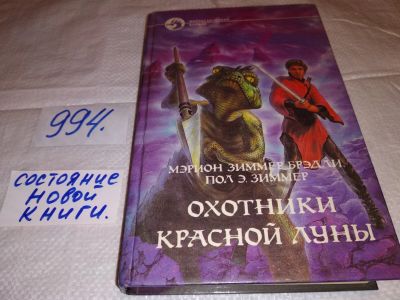 994.
СОСТОЯНИЕ
НОВОЙ
КНИГИ.
МЭРИОН ЗИММЕР БРЭДЛИ,
ПОЛ Э. ЗИММЕР
ОХОТНИКИ
КРАСНОЙ ЛУНЫ